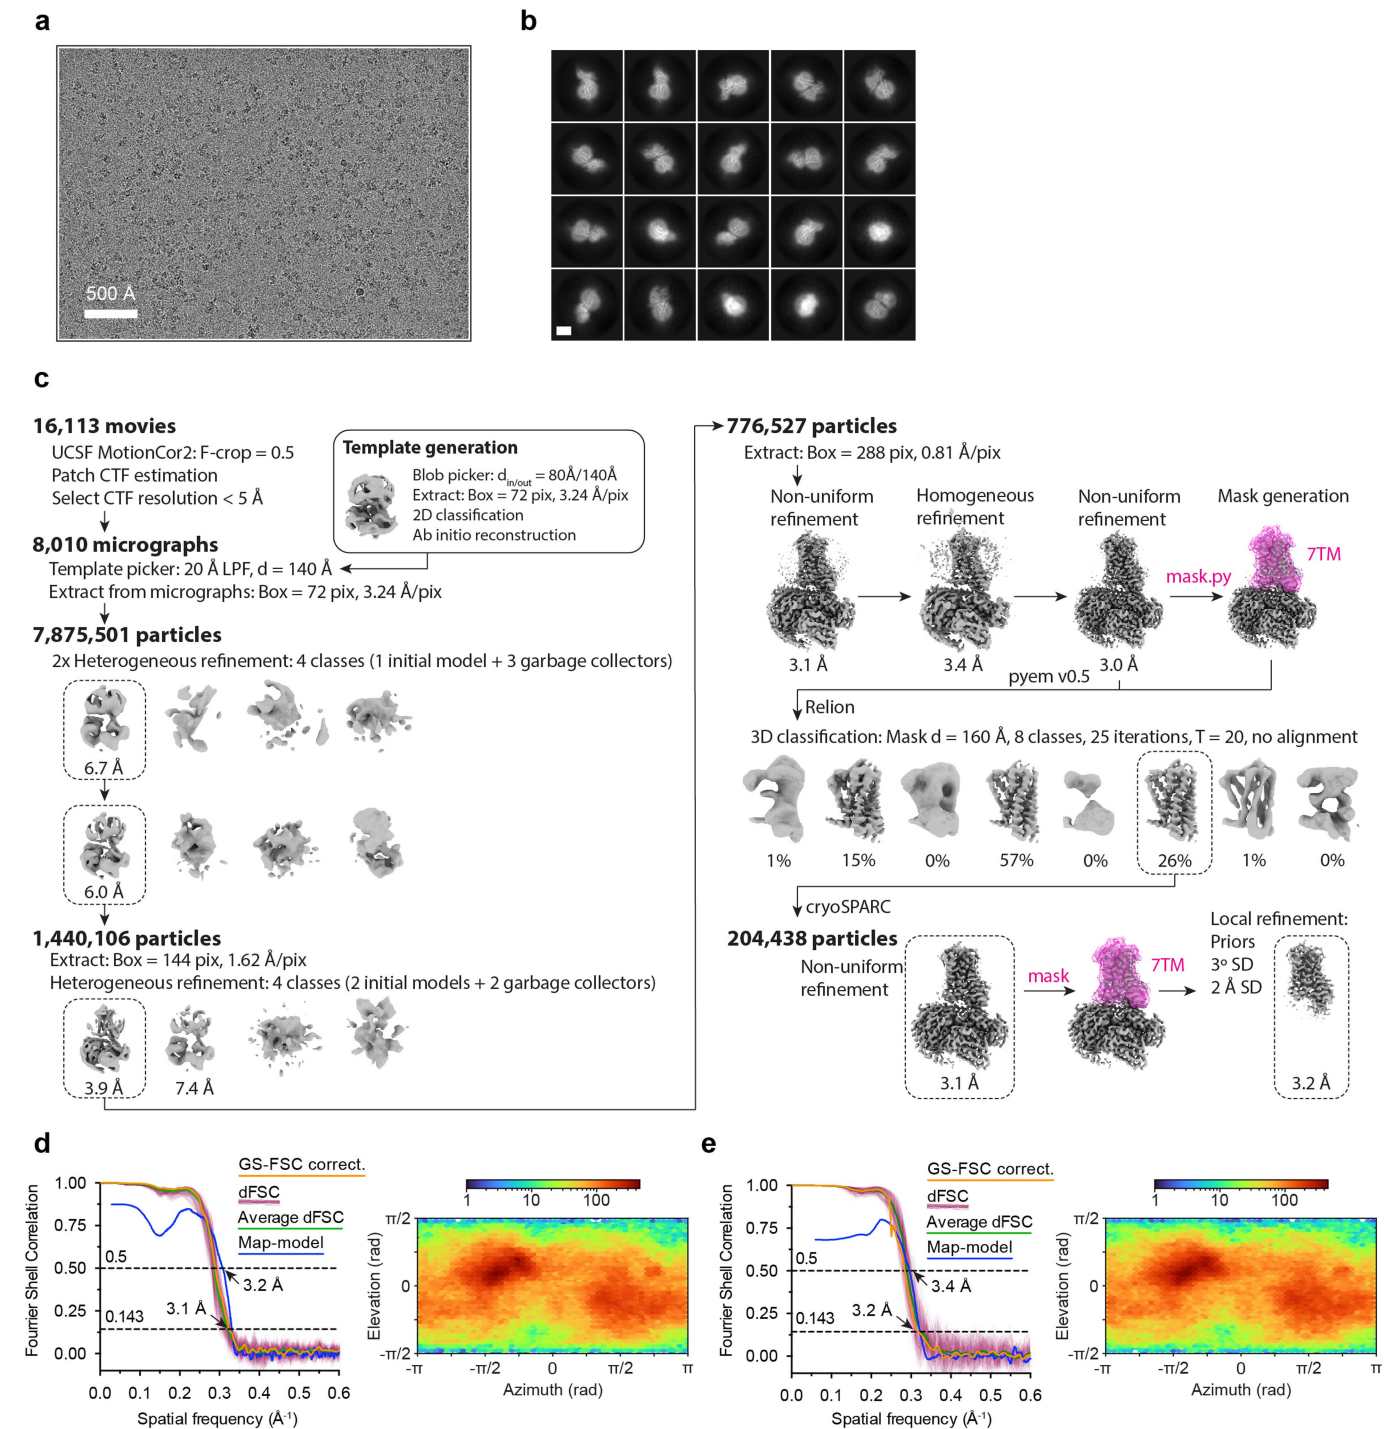 a
500 Å
b
c
16,113 movies
UCSF MotionCor2: F-crop = 0.5
Patch CTF estimation
Select CTF resolution < 5 Å
Template generation
Blob picker: din/out = 80Å/140Å
Extract: Box = 72 pix, 3.24 Å/pix
2D classification
Ab initio reconstruction
8,010 micrographs
Template picker: 20 Å LPF, d = 140 Å
Extract from micrographs: Box = 72 pix, 3.24 Å/pix
7,875,501 particles
2x Heterogeneous refinement: 4 classes (1 initial model + 3 garbage collectors)
6.7 Å
6.0 Å
1,440,106 particles
Extract: Box = 144 pix, 1.62 Å/pix
Heterogeneous refinement: 4 classes (2 initial models + 2 garbage collectors)
3.9 Å
7.4 Å
776,527 particles
Extract: Box = 288 pix, 0.81 Å/pix
Non-uniform
refinement
Homogeneous
refinement
Non-uniform
refinement
Mask generation
7TM
mask.py
3.1 Å
3.4 Å
3.0 Å
pyem v0.5
Relion
3D classification: Mask d = 160 Å, 8 classes, 25 iterations, T = 20, no alignment
1% 15% 0% 57% 0% 26% 1% 0%
cryoSPARC
204,438 particles
Non-uniform
refinement
mask
7TM
Local refinement:
Priors
3º SD
2 Å SD
3.1 Å
3.2 Å
d
GS-FSC correct.
dFSC
Average dFSC
Map-model
Fourrier Shell Correlation
1.00
0.75
0.50
0.25
0.00
0.5
0.143
3.2 Å
3.1 Å
0.0 0.1 0.2 0.3 0.4 0.5 0.6
Spatial frequency (Å-1)
1 10 100
Elevation (rad)
π/2
0
-π/2
-π -π/2 0 π/2 π
Azimuth (rad)
e
GS-FSC correct.
dFSC
Average dFSC
Map-model
Fourrier Shell Correlation
1.00
0.75
0.50
0.25
0.00
0.5
0.143
3.4 Å
3.2 Å
0.0 0.1 0.2 0.3 0.4 0.5 0.6
Spatial frequency (Å-1)
1 10 100
Elevation (rad)
π/2
0
-π/2
-π -π/2 0 π/2 π
Azimuth (rad)